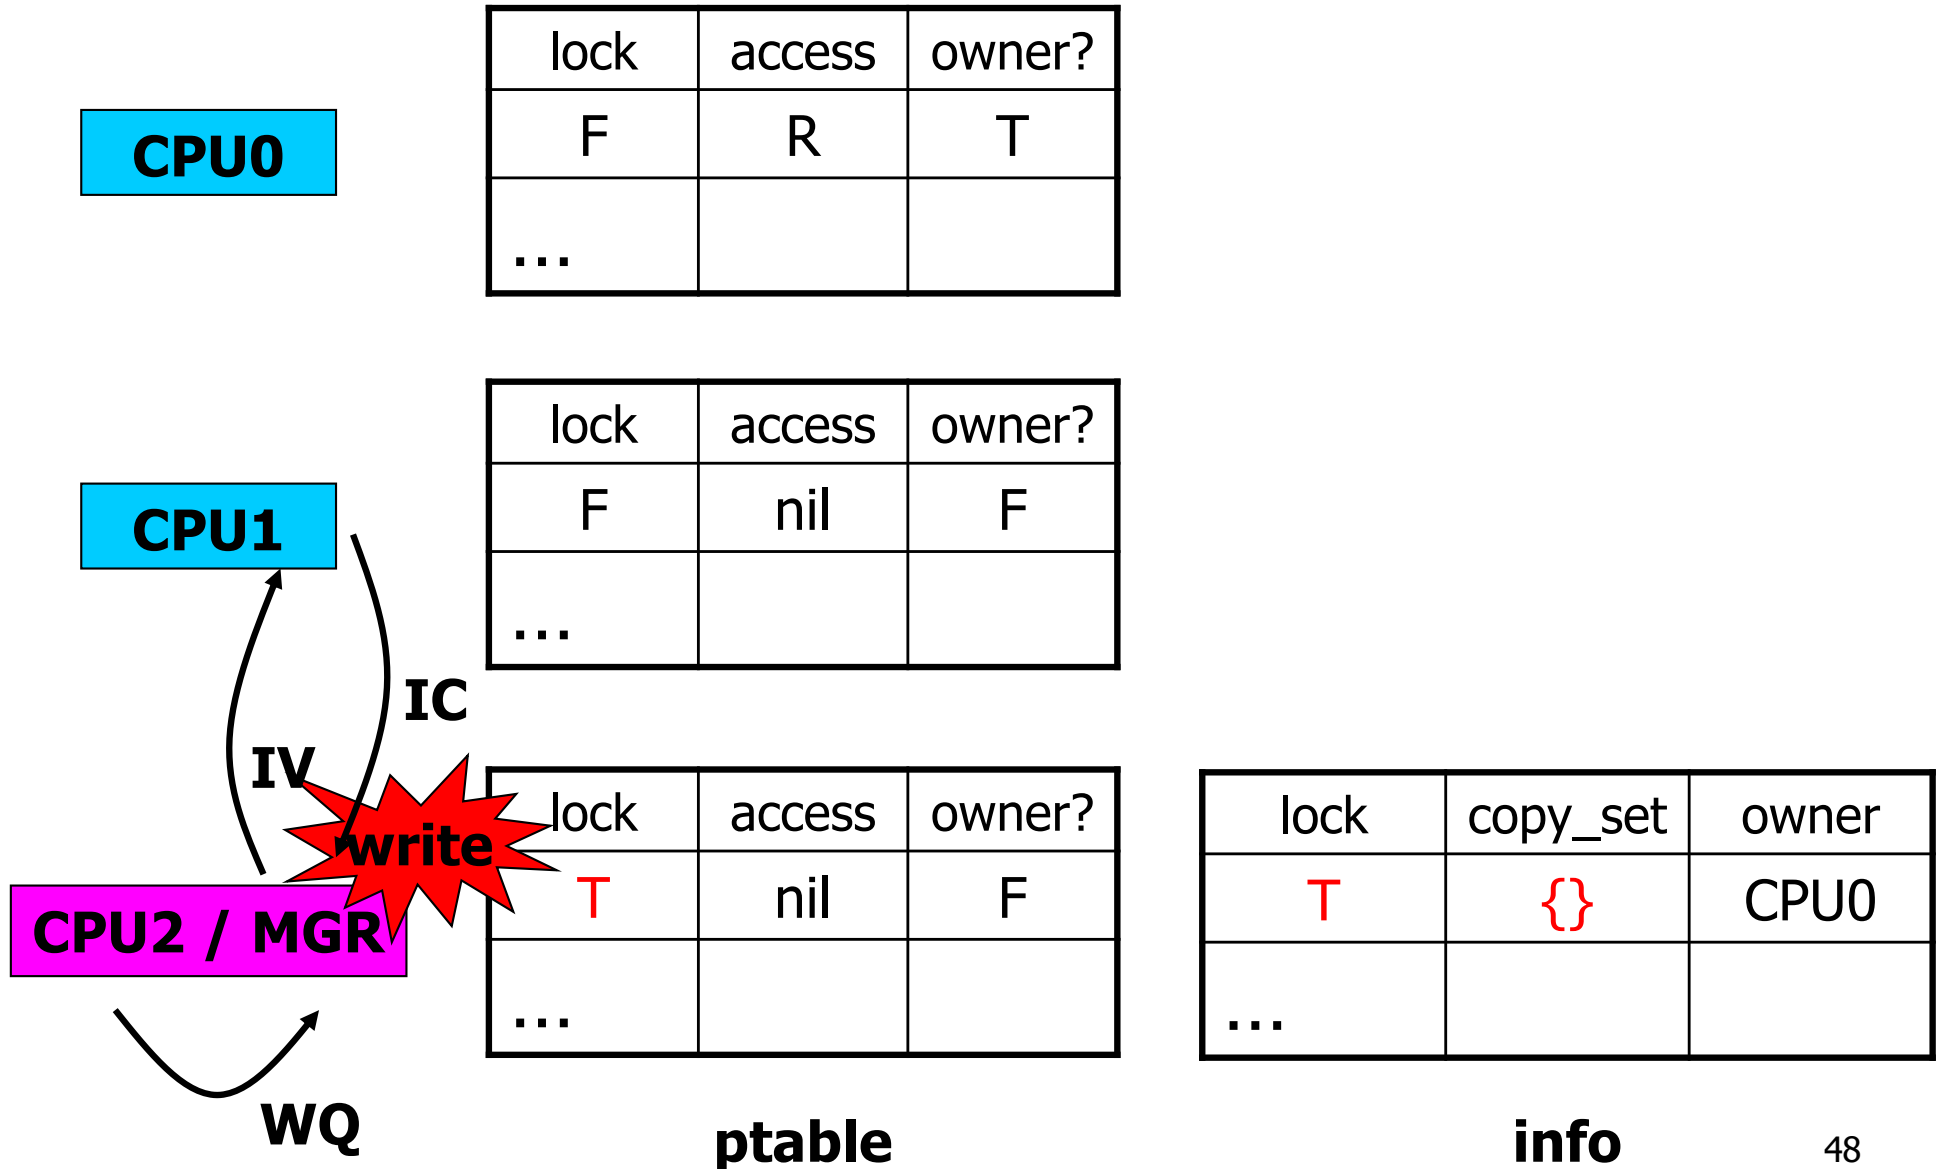 lock access owner?
CPU0
F R T
...
lock access owner?
CPU1
F nil F
...
IC
IV
lock access owner?
write
T nil F
CPU2 / MGR
...
lock copy_set owner
T {} CPU0
...
WQ
ptable
info
48